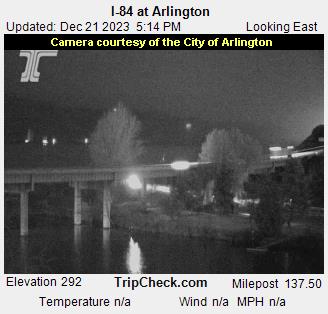 I-84 at Arlington
Updated: Dec 21 2023 5:14 PM Looking East
Camera courtesy of the City of Arlington
Elevation 292 TripCheck.com Milepost 137.50
Temperature n/a Wind n/a MPH n/a